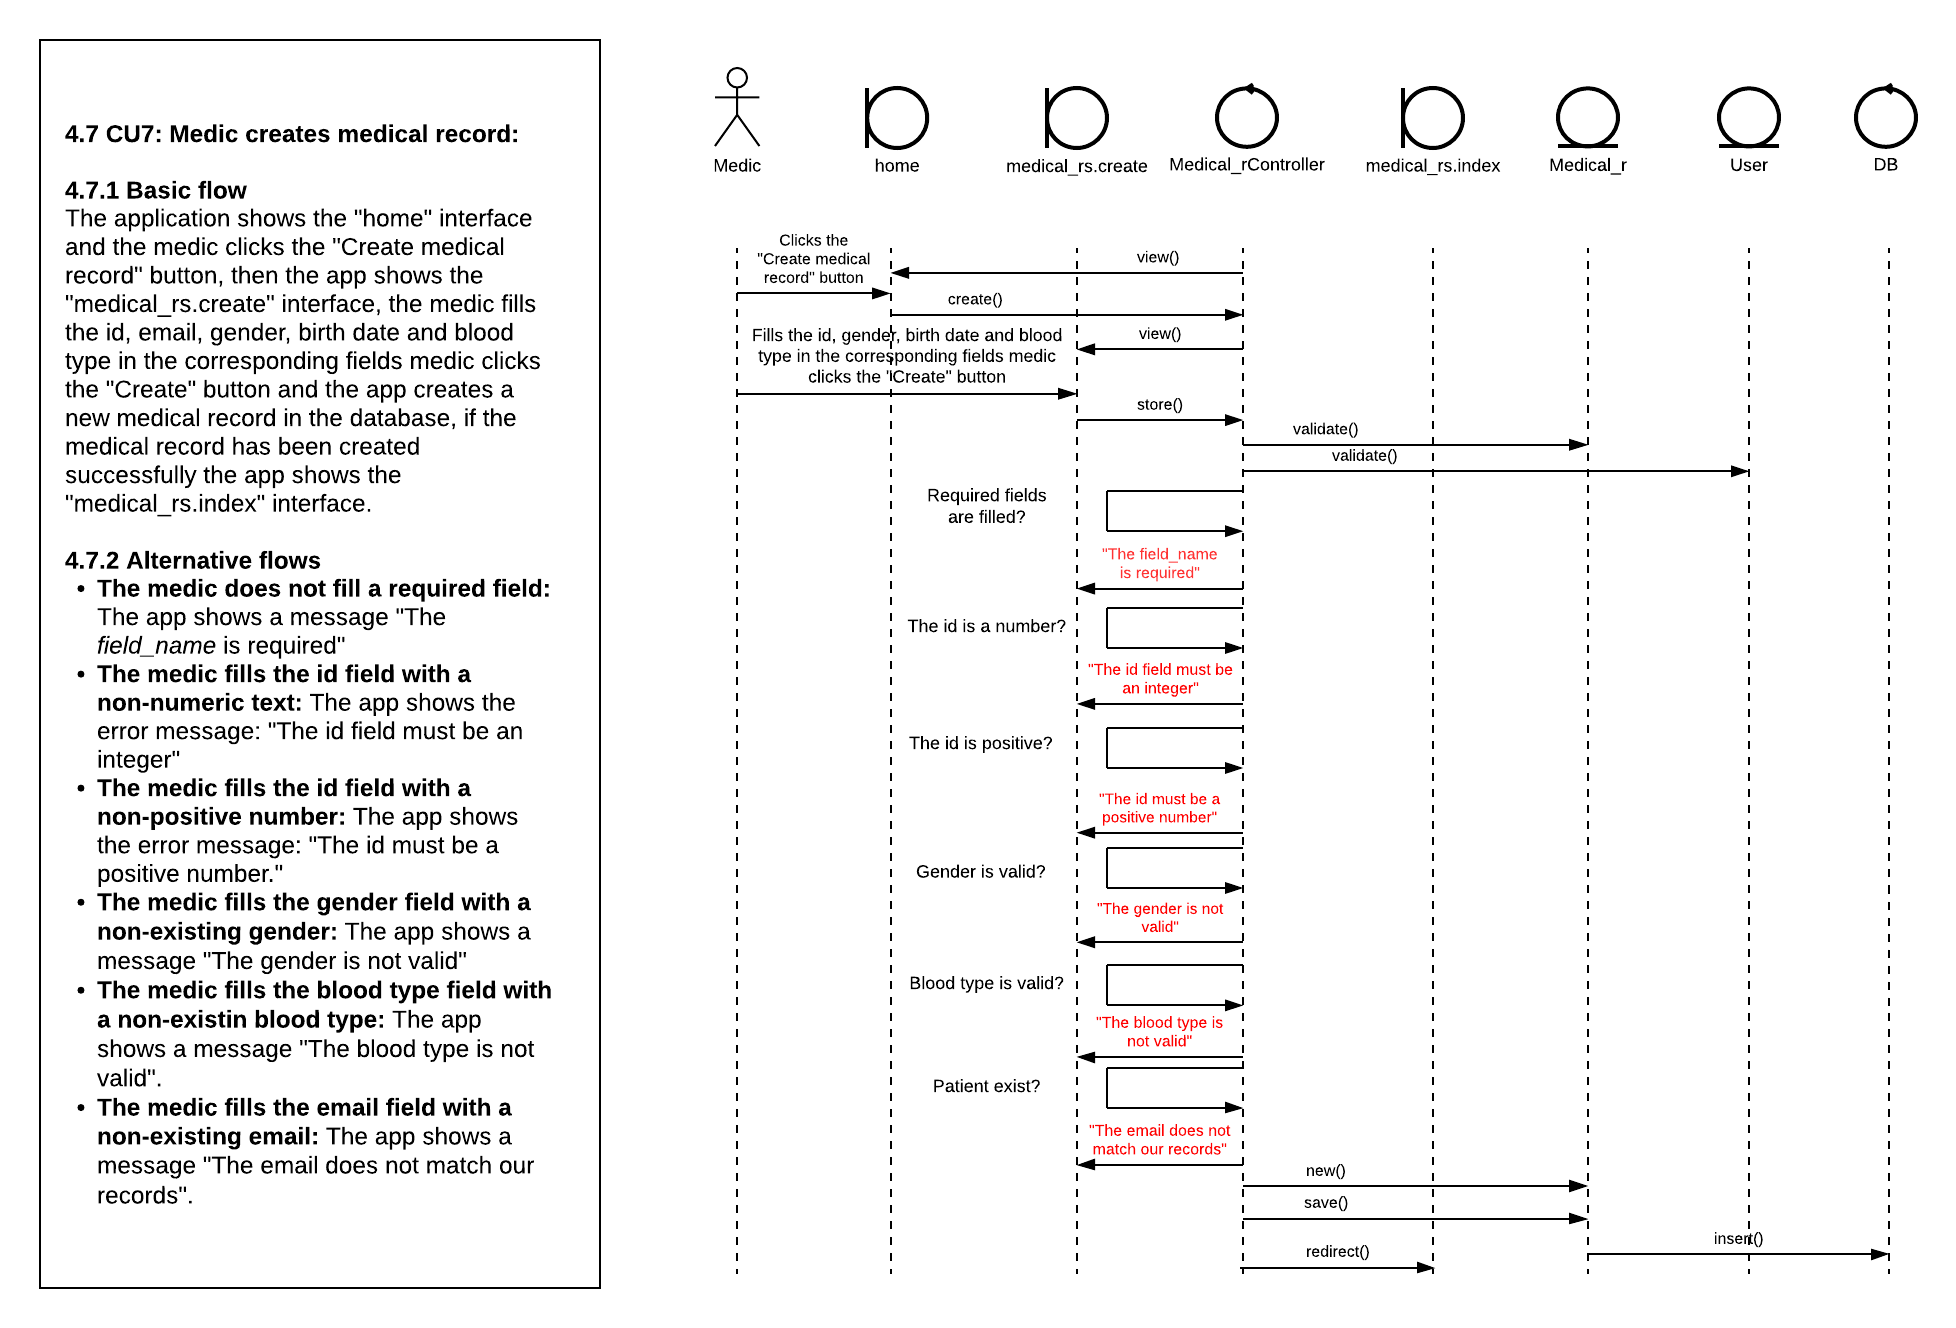 4.7 CU7: Medic creates medical record:
4.7.1 Basic flow
The application shows the "home" interface
and the medic clicks the "Create medical
record" button, then the app shows the
"medical_rs.create" interface, the medic fills
the id, email, gender, birth date and blood
type in the corresponding fields medic clicks
the "Create" button and the app creates a
new medical record in the database, if the
medical record has been created
successfully the app shows the
"medical_rs.index" interface.
4.7.2 Alternative flows
• The medic does not fill a required field:
The app shows a message "The
field_name is required"
• The medic fills the id field with a
non-numeric text: The app shows the
error message: "The id field must be an
integer"
• The medic fills the id field with a
non-positive number: The app shows
the error message: "The id must be a
positive number."
• The medic fills the gender field with a
non-existing gender: The app shows a
message "The gender is not valid"
• The medic fills the blood type field with
a non-existin blood type: The app
shows a message "The blood type is not
valid".
• The medic fills the email field with a
non-existing email: The app shows a
message "The email does not match our
records".
Medic
home
medical_rs.create
Medical_rController
medical_rs.index
Medical_r
User
DB
Clicks the
"Create medical
record" button
view()
create()
Fills the id, gender, birth date and blood
type in the corresponding fields medic
clicks the "Create" button
view()
store()
validate()
validate()
Required fields
are filled?
"The field_name
is required"
The id is a number?
"The id field must be
an integer"
The id is positive?
"The id must be a
positive number"
Gender is valid?
"The gender is not
valid"
Blood type is valid?
"The blood type is
not valid"
Patient exist?
"The email does not
match our records"
new()
save()
insert()
redirect()